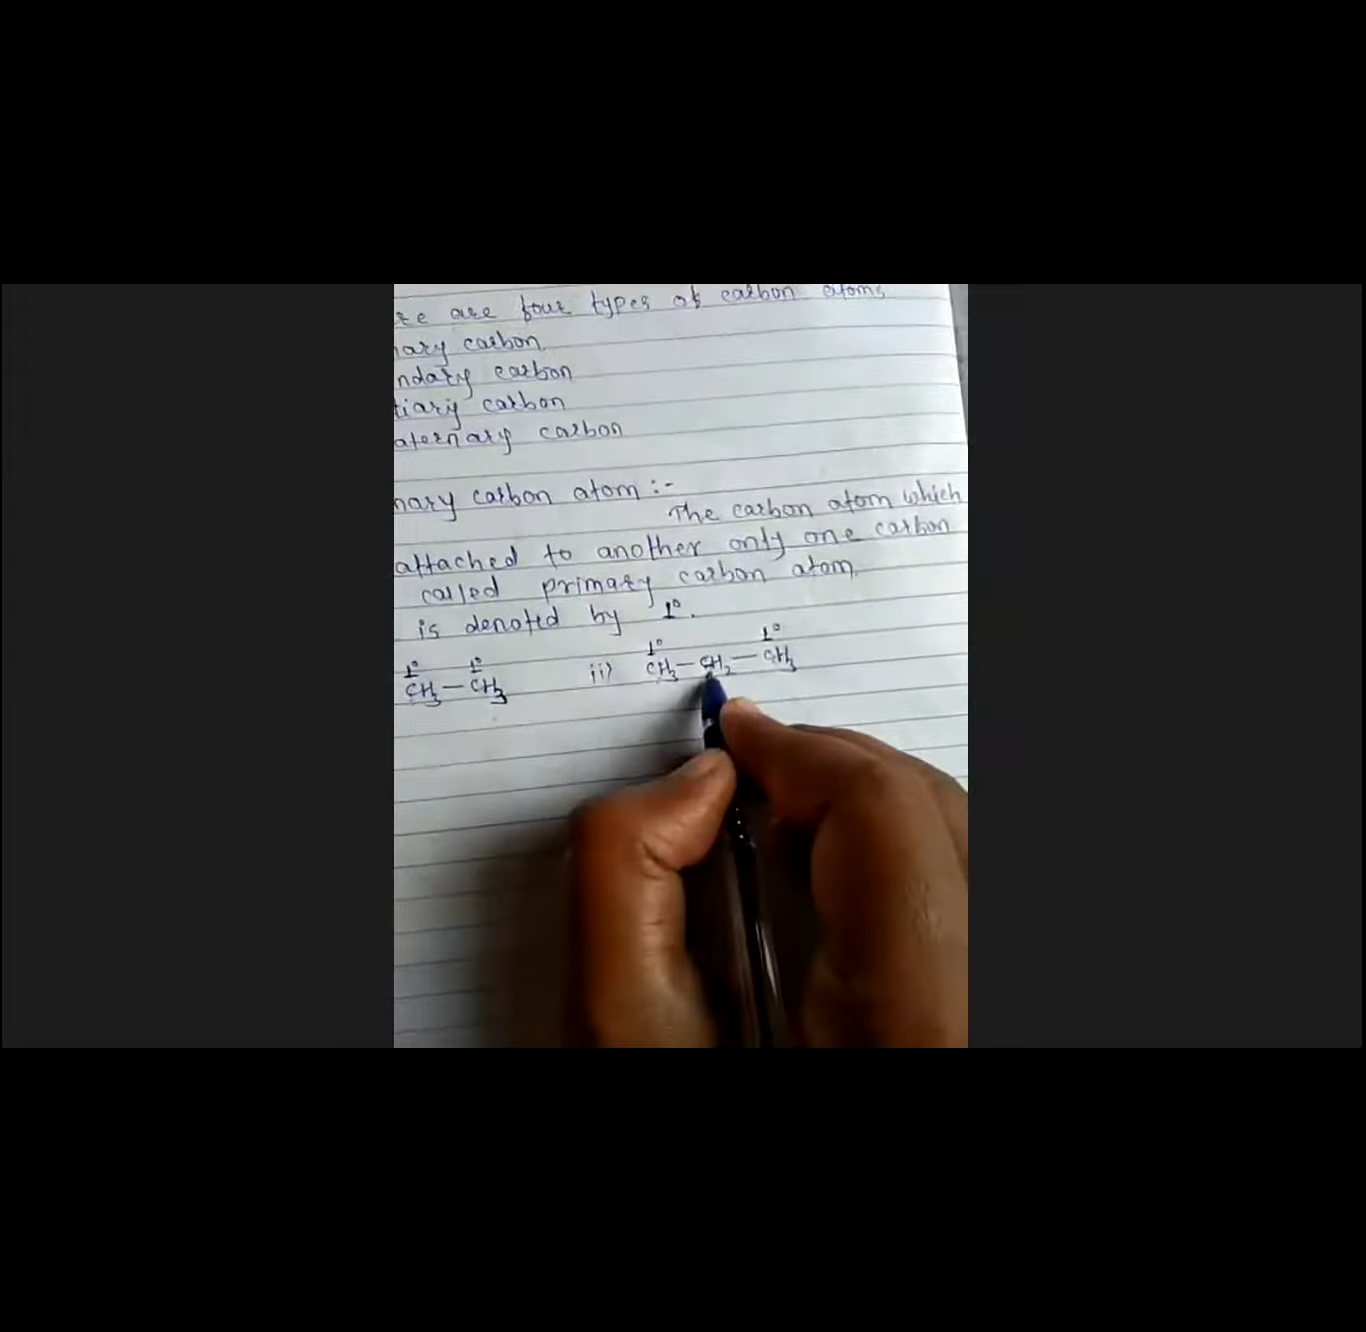 re are four types of carbon atoms
nary carbon
ndary carbon
tiary carbon
aternary carbon
nary carbon atom :-
The carbon atom which
attached to another only one carbon
called primary carbon atom.
is denoted by 1°.
1° 1° 1° 1°
CH3 — CH3 ii) CH3 — CH2 — CH3